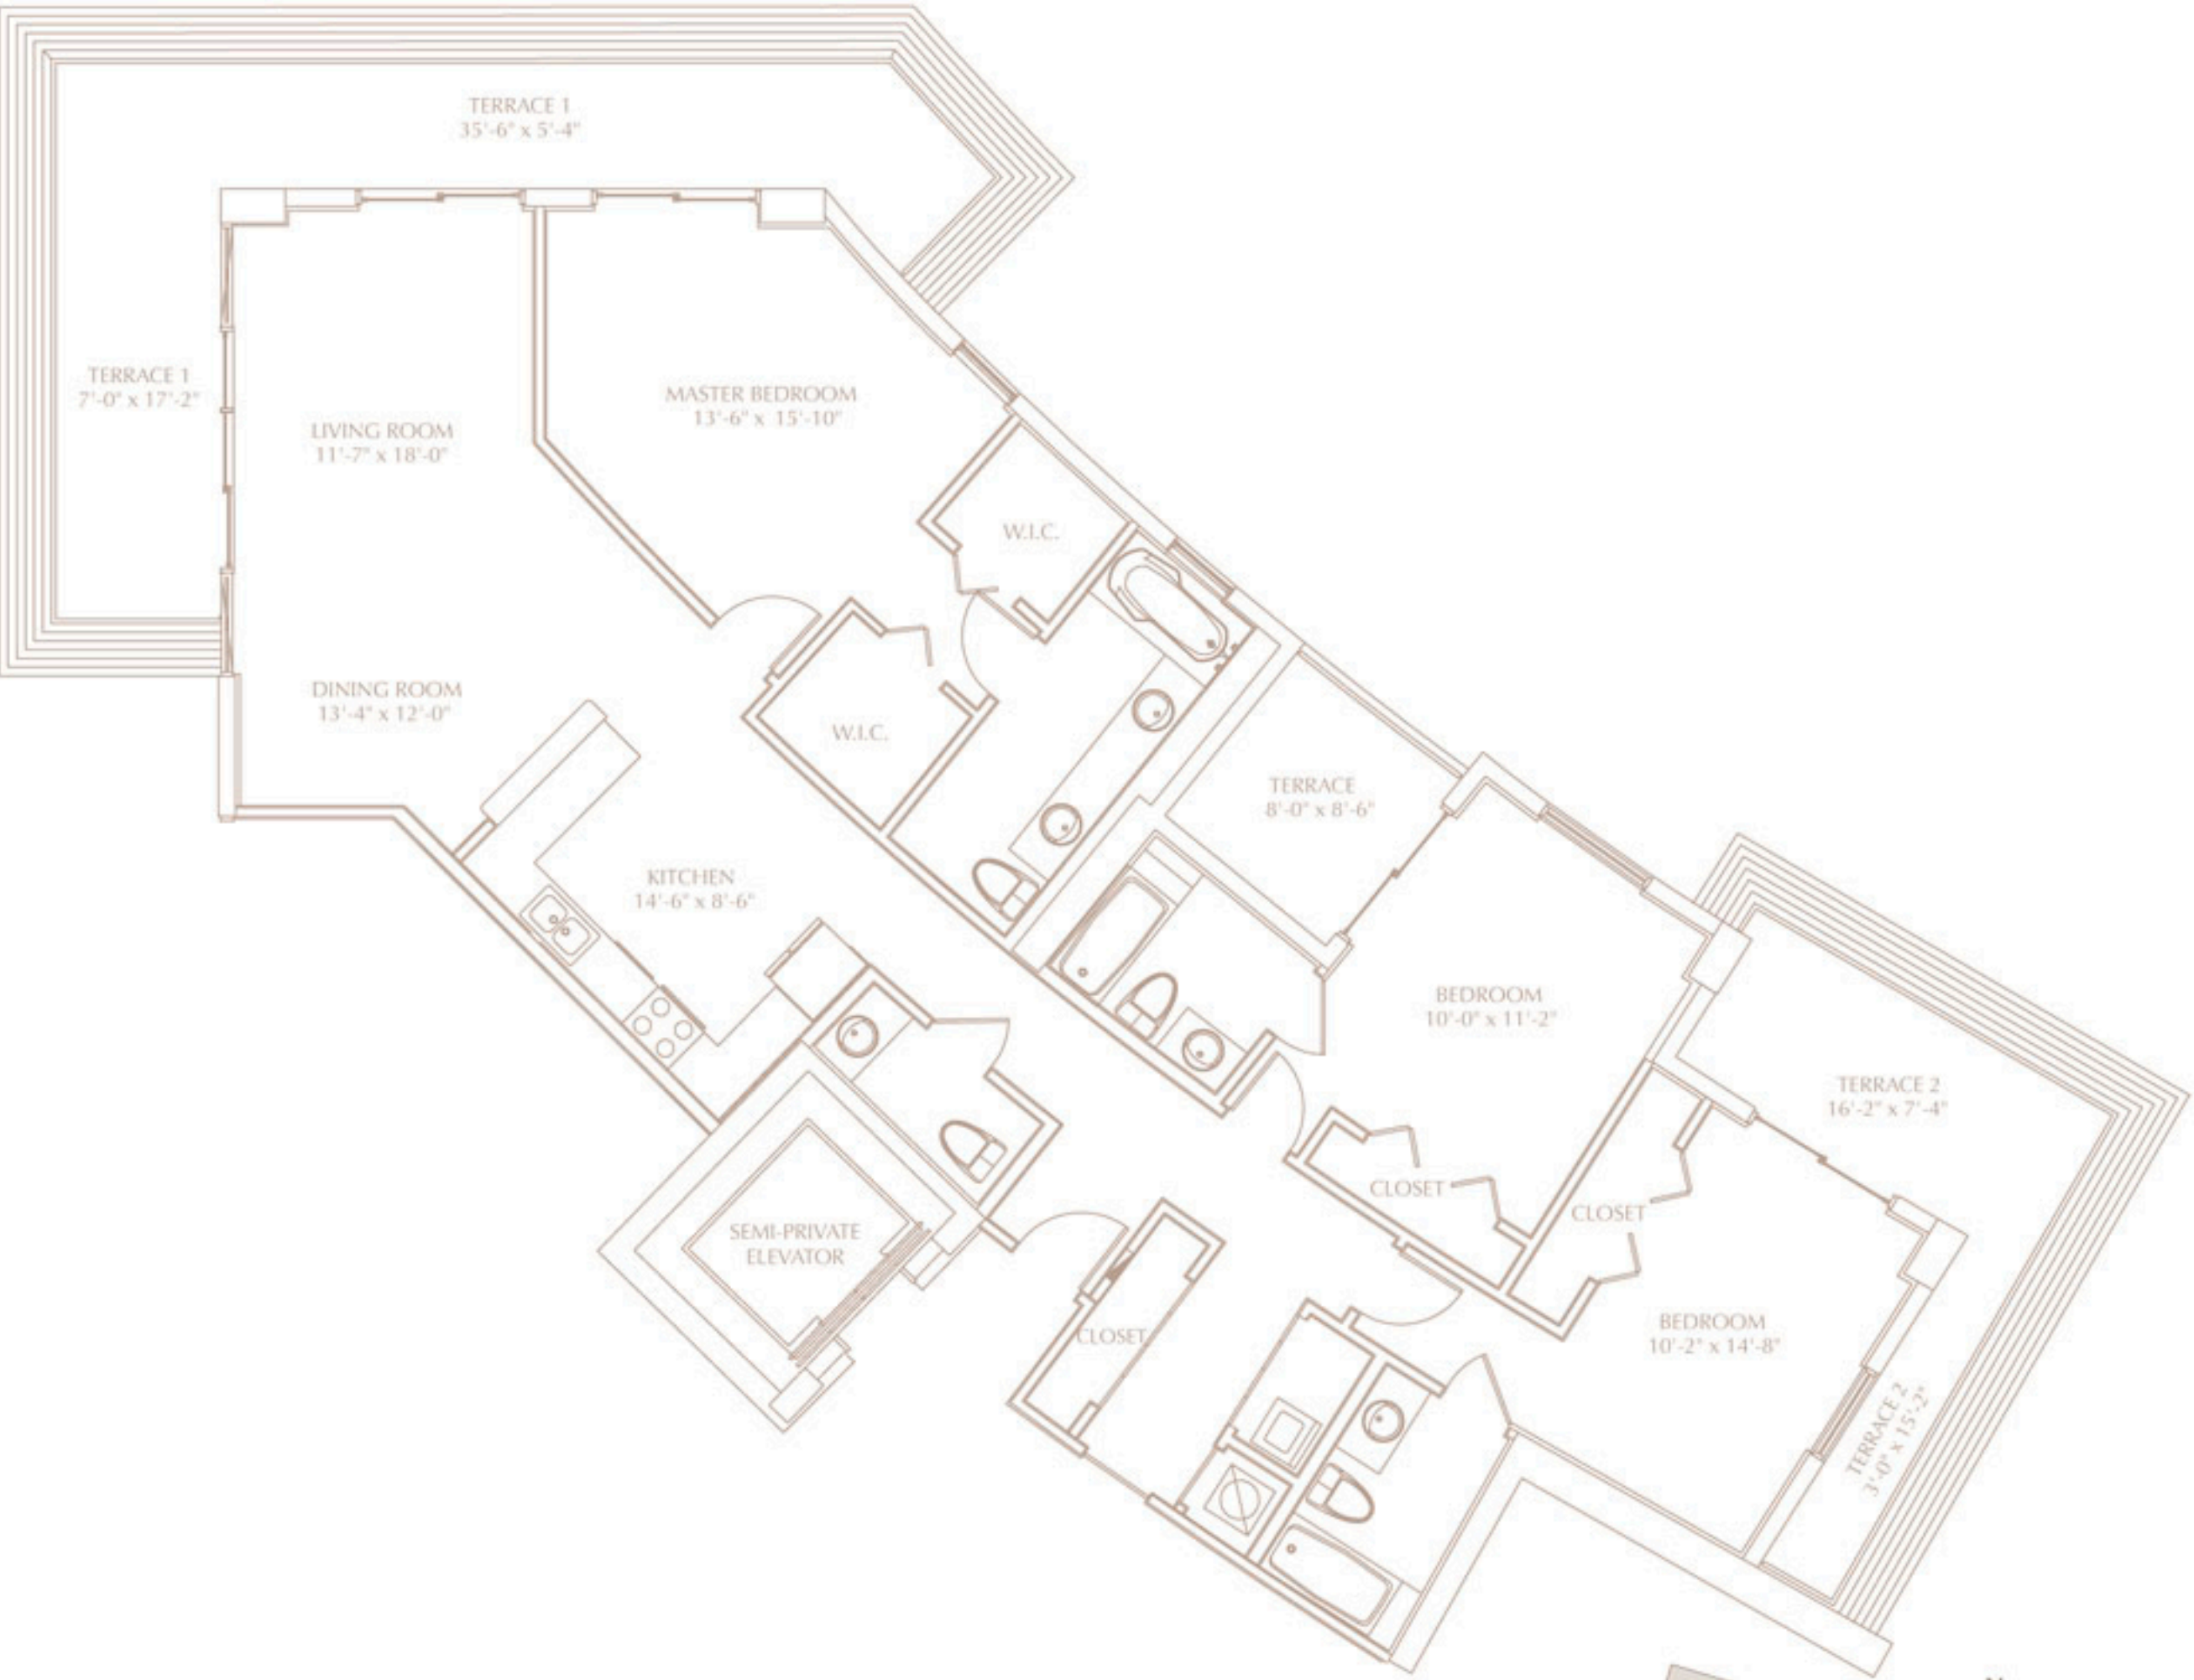 TERRACE 1
35'-6" x 5'-4"
TERRACE 1
7'-0" x 17'-2"
LIVING ROOM
11'-7" x 18'-0"
MASTER BEDROOM
13'-6" x 15'-10"
W.I.C.
DINING ROOM
13'-4" x 12'-0"
W.I.C.
TERRACE
8'-0" x 8'-6"
KITCHEN
14'-6" x 8'-6"
BEDROOM
10'-0" x 11'-2"
TERRACE 2
16'-2" x 7'-4"
CLOSET
CLOSET
SEMI-PRIVATE
ELEVATOR
CLOSET
BEDROOM
10'-2" x 14'-8"
TERRACE 2
3'-0" x 15'-2"